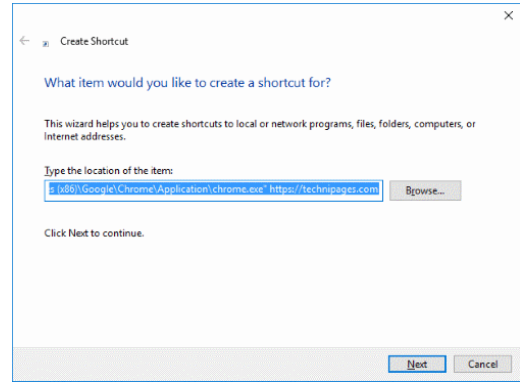 Create Shortcut
What item would you like to create a shortcut for?
This wizard helps you to create shortcuts to local or network programs, files, folders, computers, or
Internet addresses.
Type the location of the item:
s (x86)\Google\Chrome\Application\chrome.exe" https://technipages.com
Browse...
Click Next to continue.
Next
Cancel